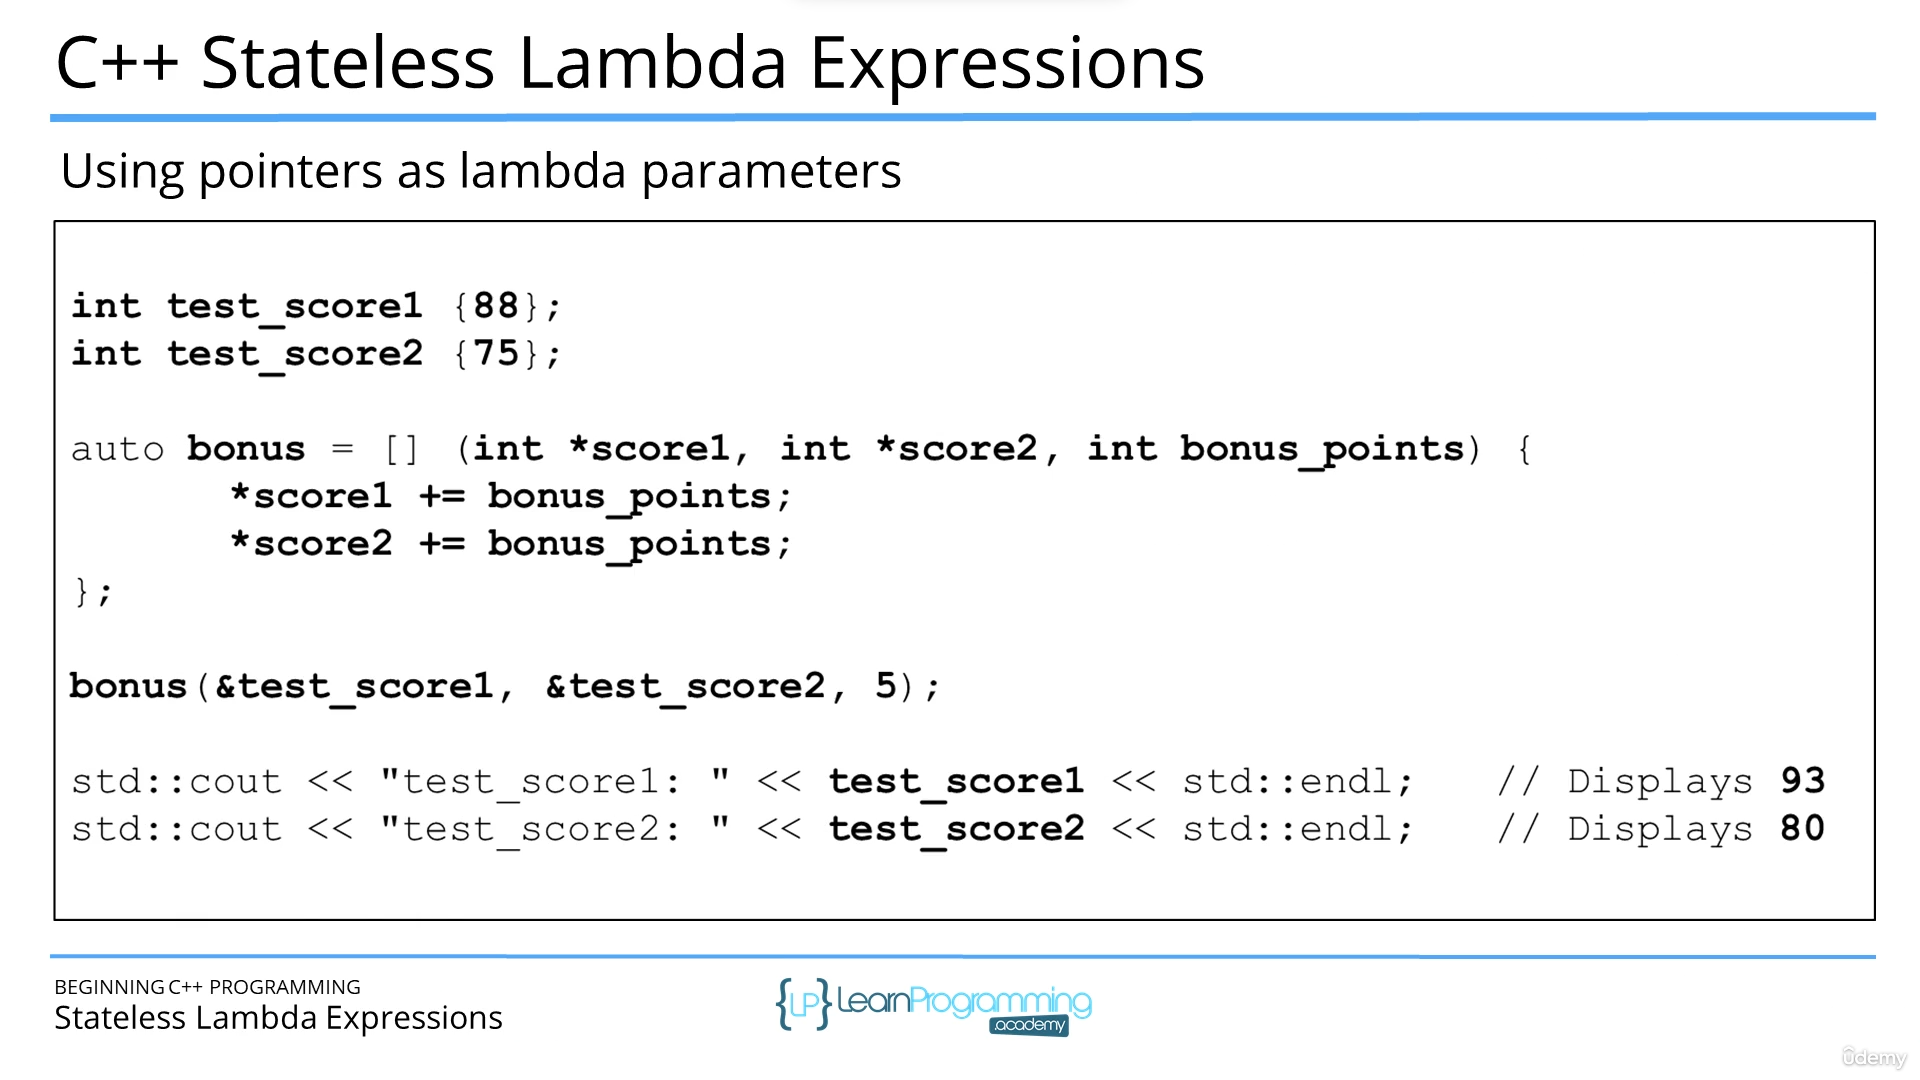 C++ Stateless Lambda Expressions
Using pointers as lambda parameters
int test_score1 {88};
int test_score2 {75};
auto bonus = [] (int *score1, int *score2, int bonus_points) {
*score1 += bonus_points;
*score2 += bonus_points;
};
bonus(&test_score1, &test_score2, 5);
std::cout << "test_score1: " << test_score1 << std::endl; // Displays 93
std::cout << "test_score2: " << test_score2 << std::endl; // Displays 80
BEGINNING C++ PROGRAMMING
Stateless Lambda Expressions
{LP} LearnProgramming
academy
ûdemy